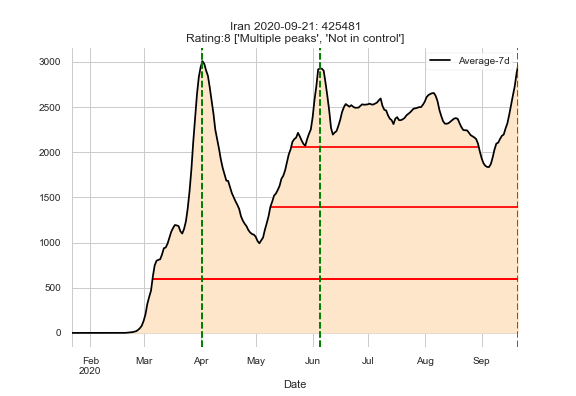 Iran 2020-09-21: 425481
Rating:8 ['Multiple peaks', 'Not in control']
Average-7d
3000
2500
2000
1500
1000
500
0
Feb Mar Apr May Jun Jul Aug Sep
2020
Date